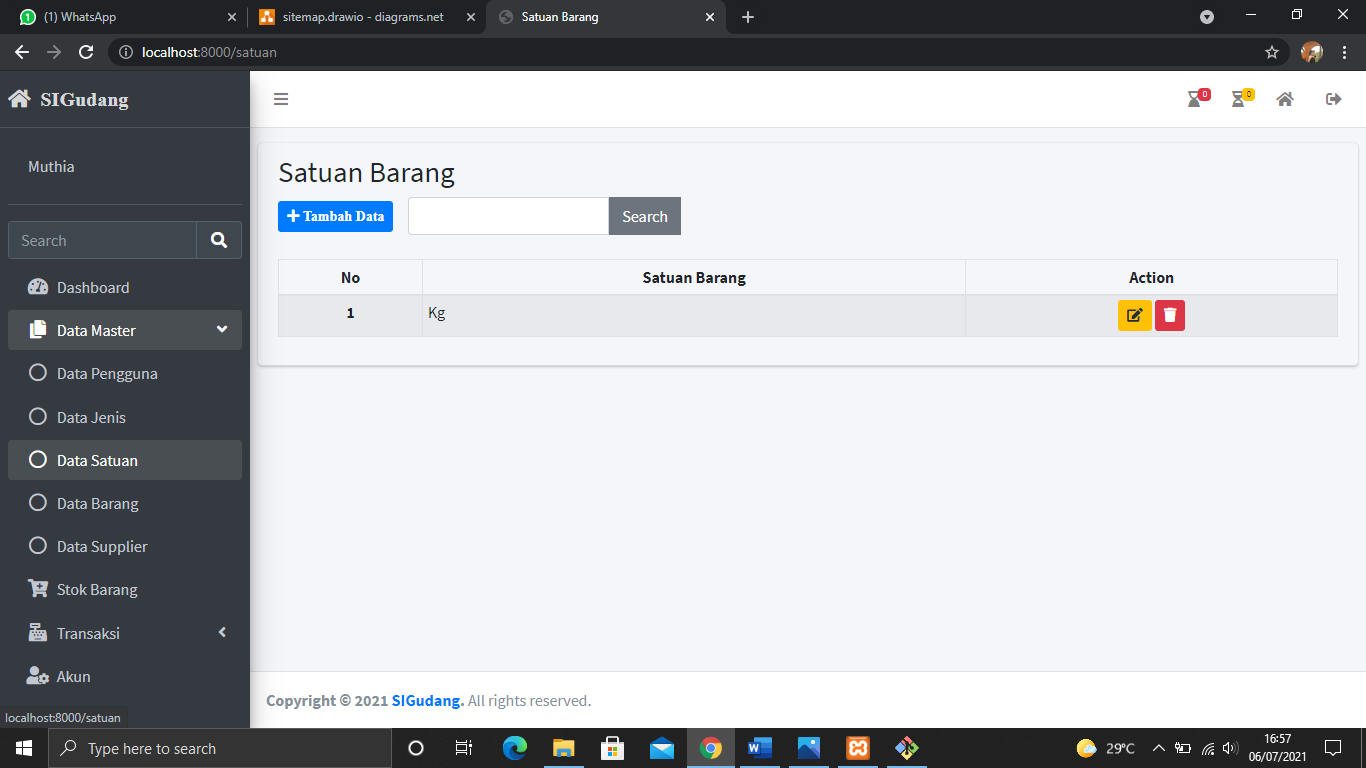 (1) WhatsApp
sitemap.drawio - diagrams.net
Satuan Barang
localhost:8000/satuan
SIGudang
0
0
Muthia
Search
Dashboard
Data Master
Data Pengguna
Data Jenis
Data Satuan
Data Barang
Data Supplier
Stok Barang
Transaksi
Akun
Satuan Barang
Tambah Data
Search
No Satuan Barang Action
1 Kg
Copyright © 2021 SIGudang. All rights reserved.
localhost:8000/satuan
Type here to search
29°C
16:57
06/07/2021